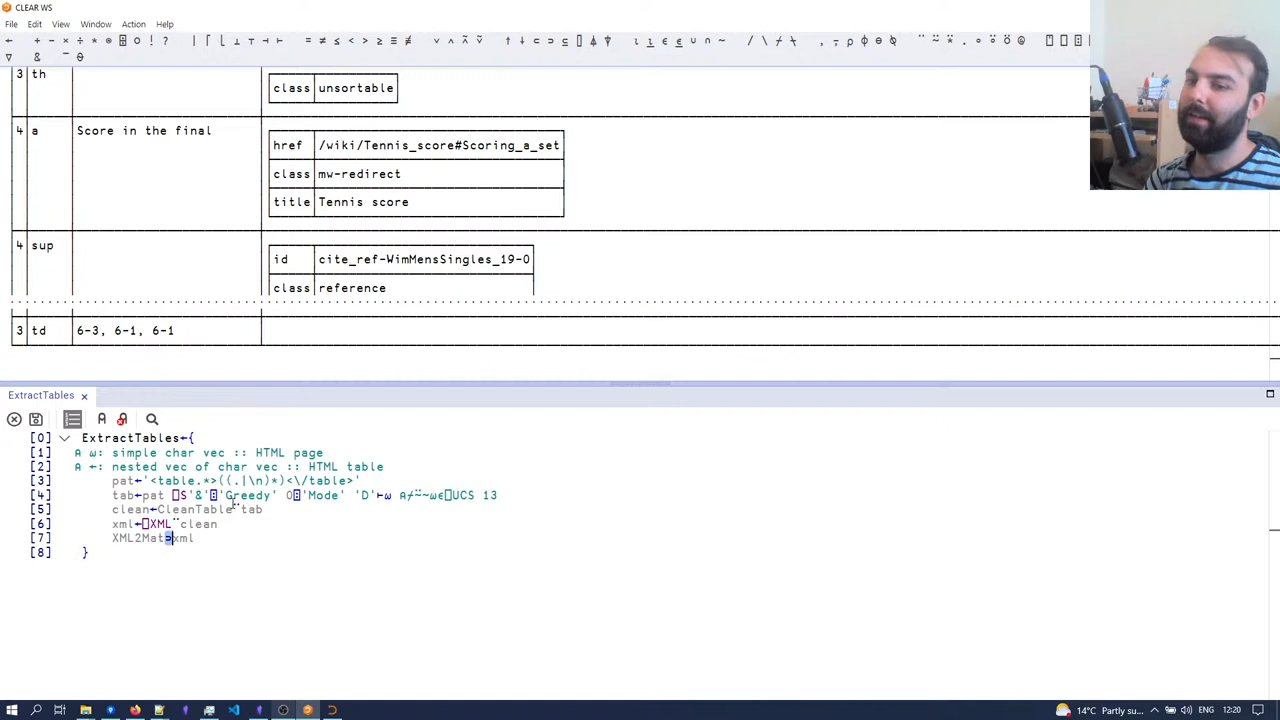 CLEAR WS
File Edit View Window Action Help
← + - × ÷ * ⍟ ⌹ ○ ! ? | ⌈ ⌊ ⊥ ⊤ ⊣ ⊢ = ≠ ≤ < > ≥ ≡ ≢ ∨ ∧ ⍲ ⍱ ↑ ↓ ⊂ ⊃ ⊆ ⌷ ⍋ ⍒ ⍳ ⍸ ∊ ⍷ ∪ ∩ ~ / \ ⌿ ⍀ , ⍪ ⍴ ⌽ ⊖ ⍉ ¨ ⍨ ⍣ . ∘ ⍤ ⍥ @
∇ & ¯ ⍬
3 th class unsortable
4 a Score in the final href /wiki/Tennis_score#Scoring_a_set
class mw-redirect
title Tennis score
4 sup id cite_ref-WimMensSingles_19-0
class reference
3 td 6-3, 6-1, 6-1
ExtractTables ×
[0] ExtractTables←{
[1] ⍝ ⍵: simple char vec :: HTML page
[2] ⍝ ←: nested vec of char vec :: HTML table
[3] pat←'<table.*>((.|\n)*)<\/table>'
[4] tab←pat ⎕S'&'⍠'Greedy' 0⍠'Mode' 'D'⊢⍵ ⍝⌿⍨~⍵∊⎕UCS 13
[5] clean←CleanTable¨tab
[6] xml←⎕XML¨clean
[7] XML2Mat⊃xml
[8] }
14°C Partly su... ENG 12:20